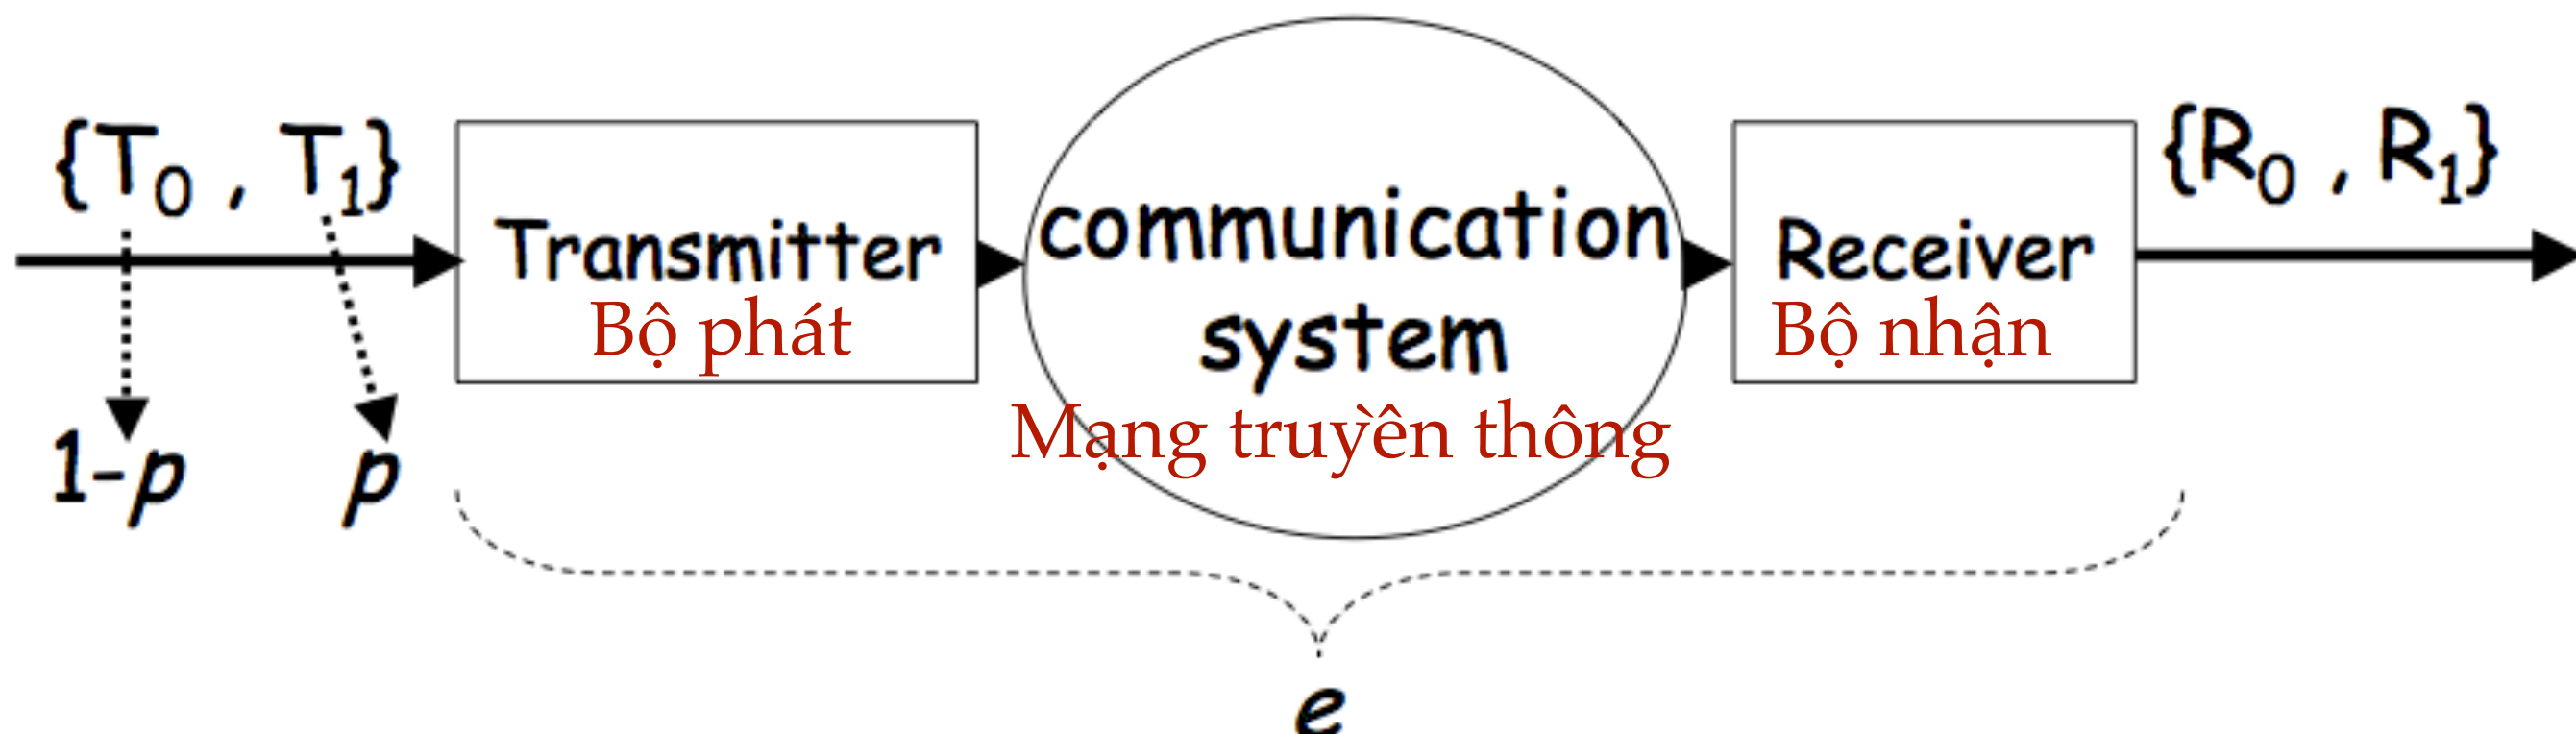 {T₀ , T₁}
1-p
p
Transmitter
Bộ phát
communication
system
Mạng truyền thông
Receiver
Bộ nhận
{R₀ , R₁}
e